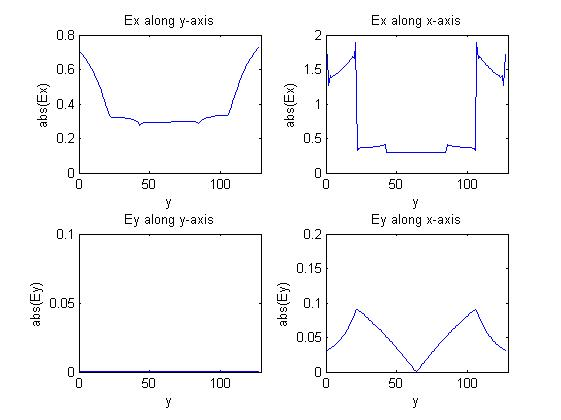 Ex along y-axis
Ex along x-axis
0.8
0.6
0.4
0.2
0
abs(Ex)
0
50
100
y
2
1.5
1
0.5
0
abs(Ex)
0
50
100
y
Ey along y-axis
Ey along x-axis
0.1
0.05
0
abs(Ey)
0
50
100
y
0.2
0.15
0.1
0.05
0
abs(Ey)
0
50
100
y